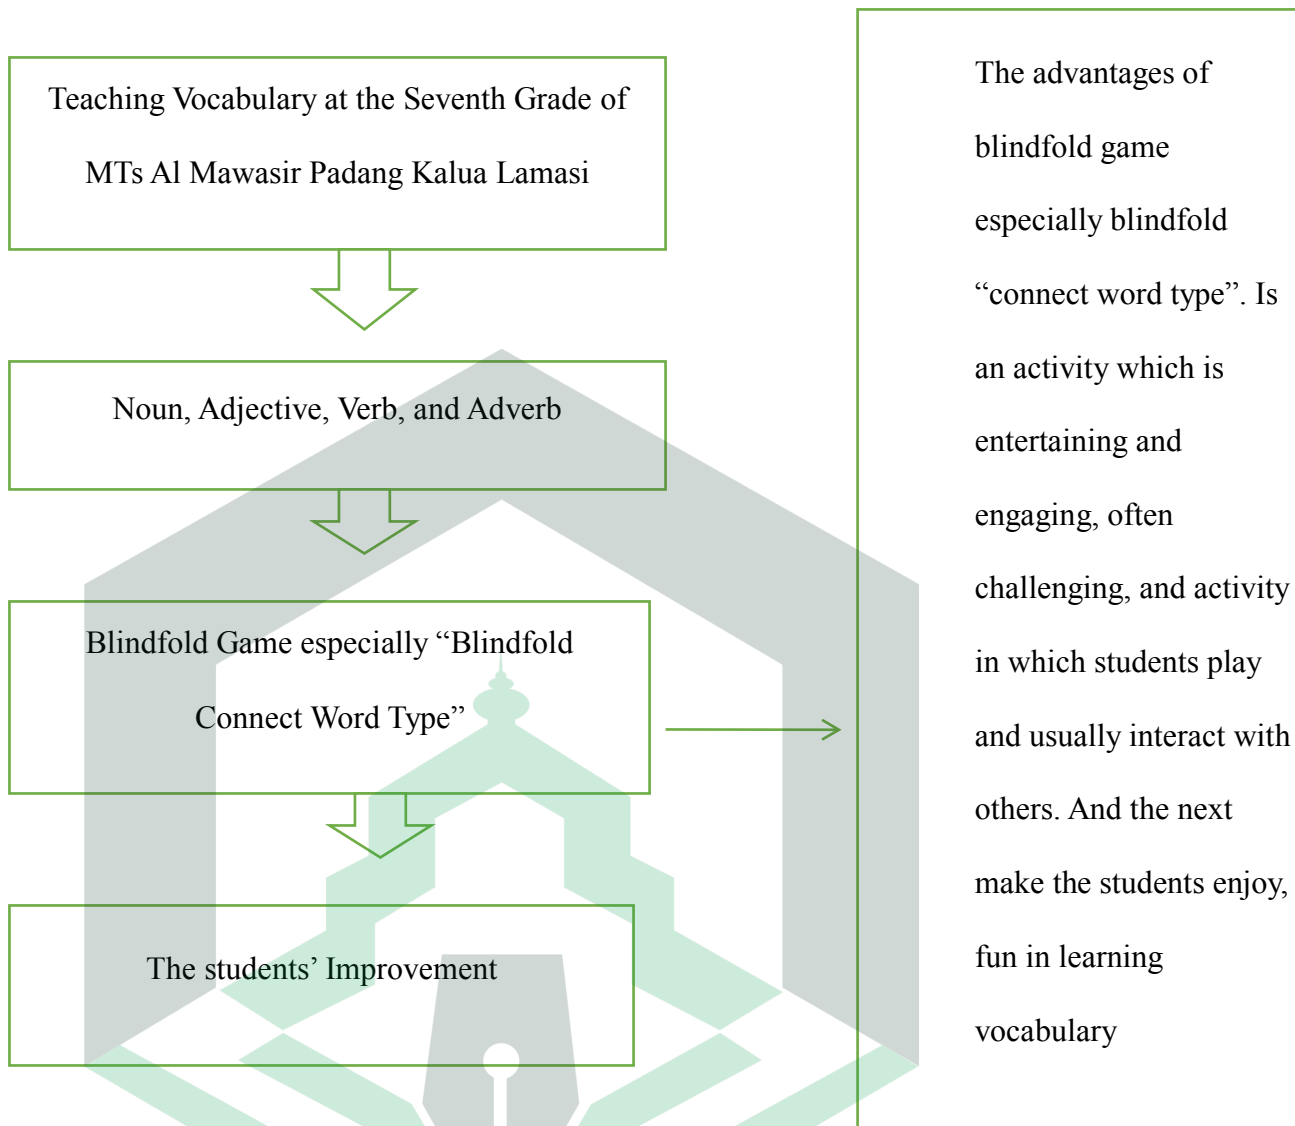 Teaching Vocabulary at the Seventh Grade of
MTs Al Mawasir Padang Kalua Lamasi
Noun, Adjective, Verb, and Adverb
Blindfold Game especially “Blindfold
Connect Word Type”
The students’ Improvement
The advantages of
blindfold game
especially blindfold
“connect word type”. Is
an activity which is
entertaining and
engaging, often
challenging, and activity
in which students play
and usually interact with
others. And the next
make the students enjoy,
fun in learning
vocabulary